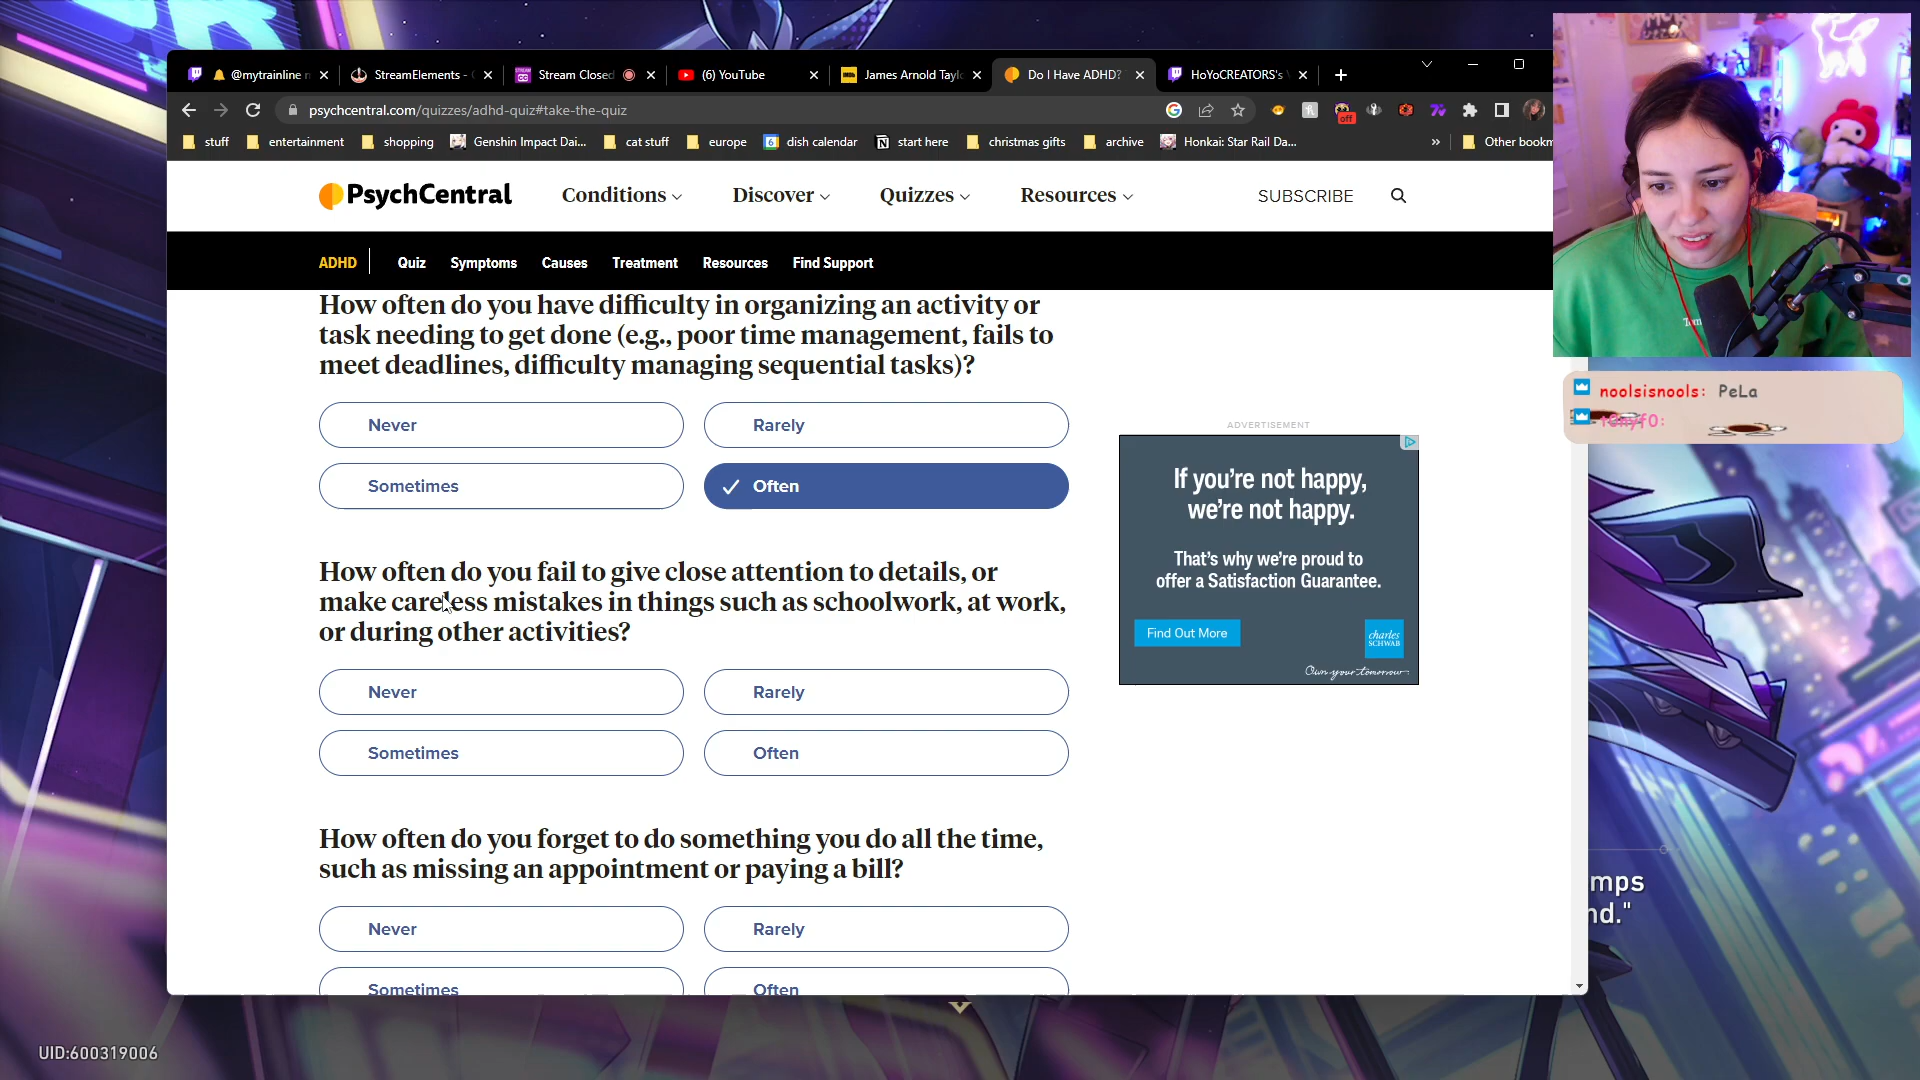 @mytrainline n
StreamElements -
Stream Closed
(6) YouTube
James Arnold Tayl
Do I Have ADHD?
HoYoCREATORS's
psychcentral.com/quizzes/adhd-quiz#take-the-quiz
off
stuff
entertainment
shopping
Genshin Impact Dai...
cat stuff
europe
dish calendar
start here
christmas gifts
archive
Honkai: Star Rail Da...
»
Other bookm
PsychCentral
Conditions
Discover
Quizzes
Resources
SUBSCRIBE
ADHD
Quiz
Symptoms
Causes
Treatment
Resources
Find Support
How often do you have difficulty in organizing an activity or
task needing to get done (e.g., poor time management, fails to
meet deadlines, difficulty managing sequential tasks)?
Never
Rarely
Sometimes
Often
How often do you fail to give close attention to details, or
make careless mistakes in things such as schoolwork, at work,
or during other activities?
Never
Rarely
Sometimes
Often
How often do you forget to do something you do all the time,
such as missing an appointment or paying a bill?
Never
Rarely
Sometimes
Often
ADVERTISEMENT
If you're not happy,
we're not happy.
That's why we're proud to
offer a Satisfaction Guarantee.
Find Out More
charles
SCHWAB
Own your tomorrow
noolsisnools: PeLa
mps
nd."
UID:600319006